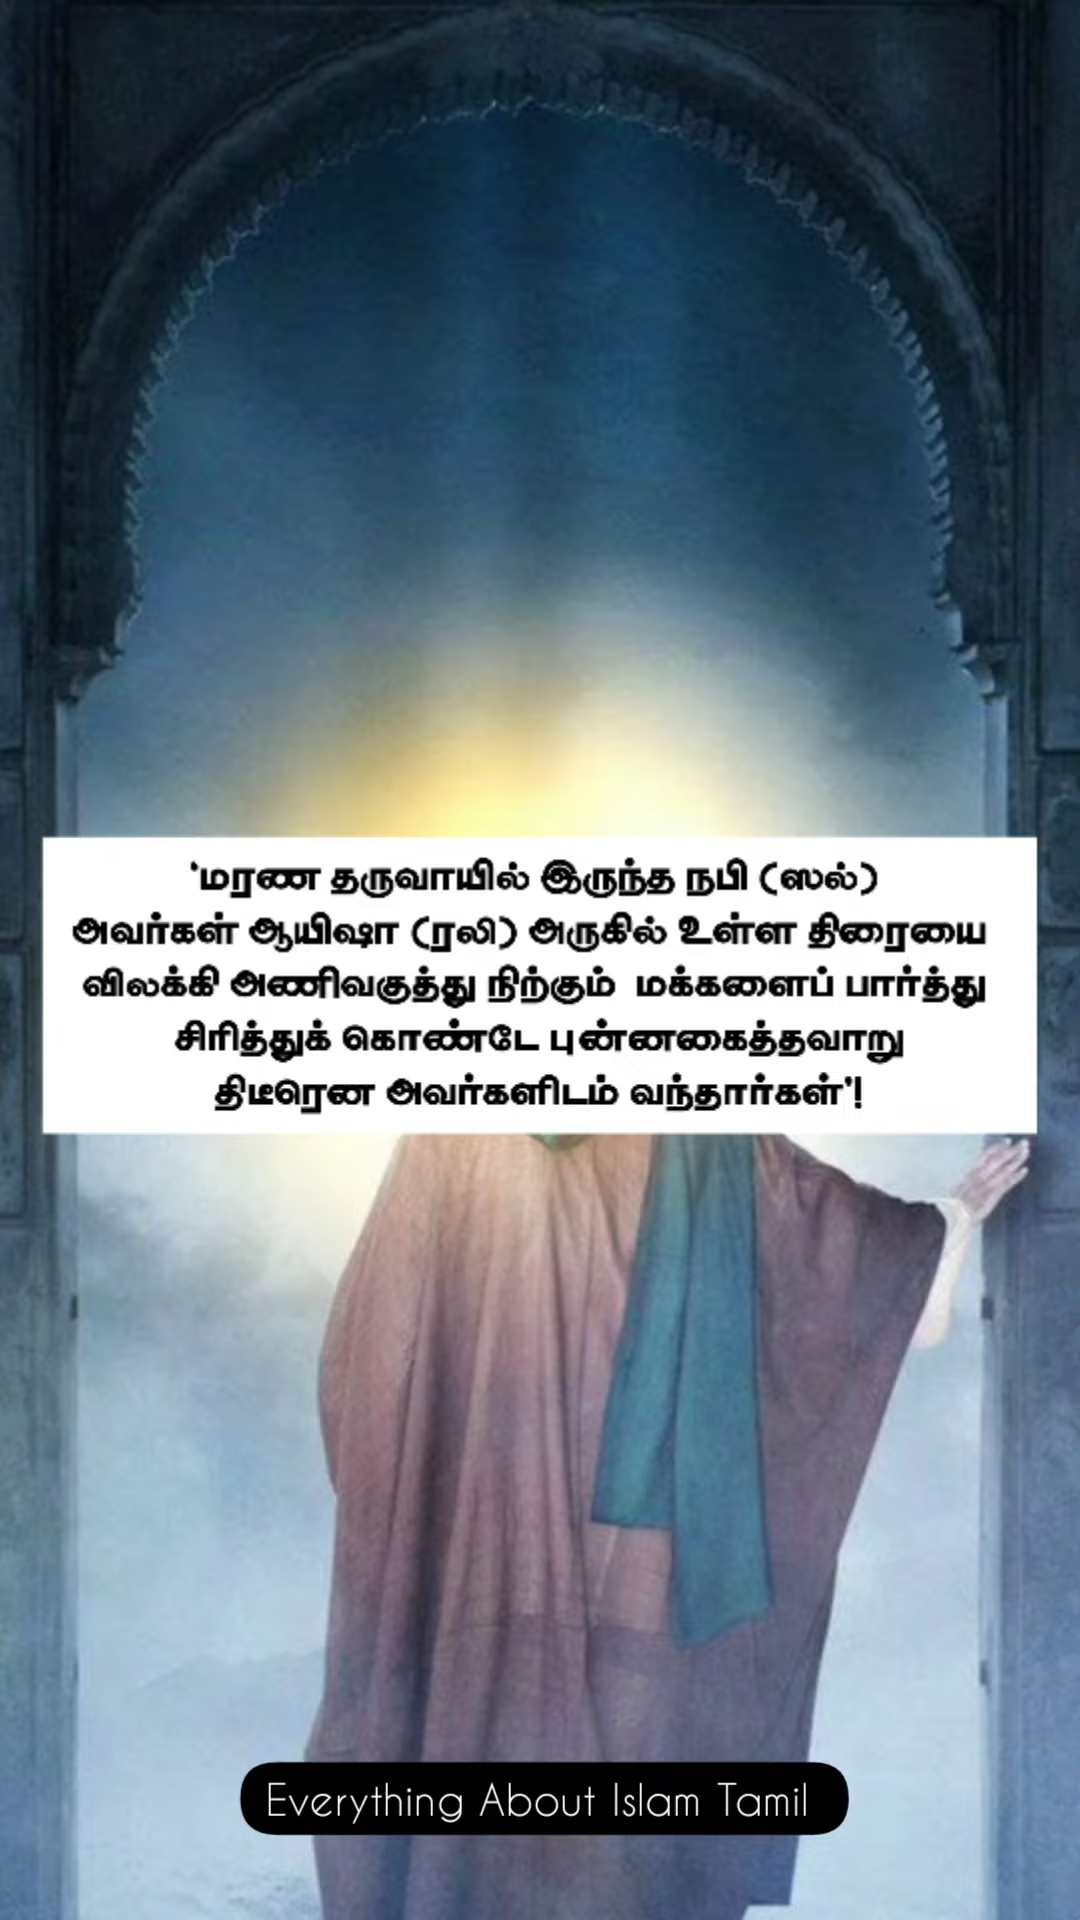 'மரண தருவாயில் இருந்த நபி (ஸல்)
அவர்கள் ஆயிஷா (ரலி) அருகில் உள்ள திரையை
விலக்கி அணிவகுத்து நிற்கும் மக்களைப் பார்த்து
சிரித்துக் கொண்டே புன்னகைத்தவாறு
திடீரென அவர்களிடம் வந்தார்கள்'!
Everything About Islam Tamil